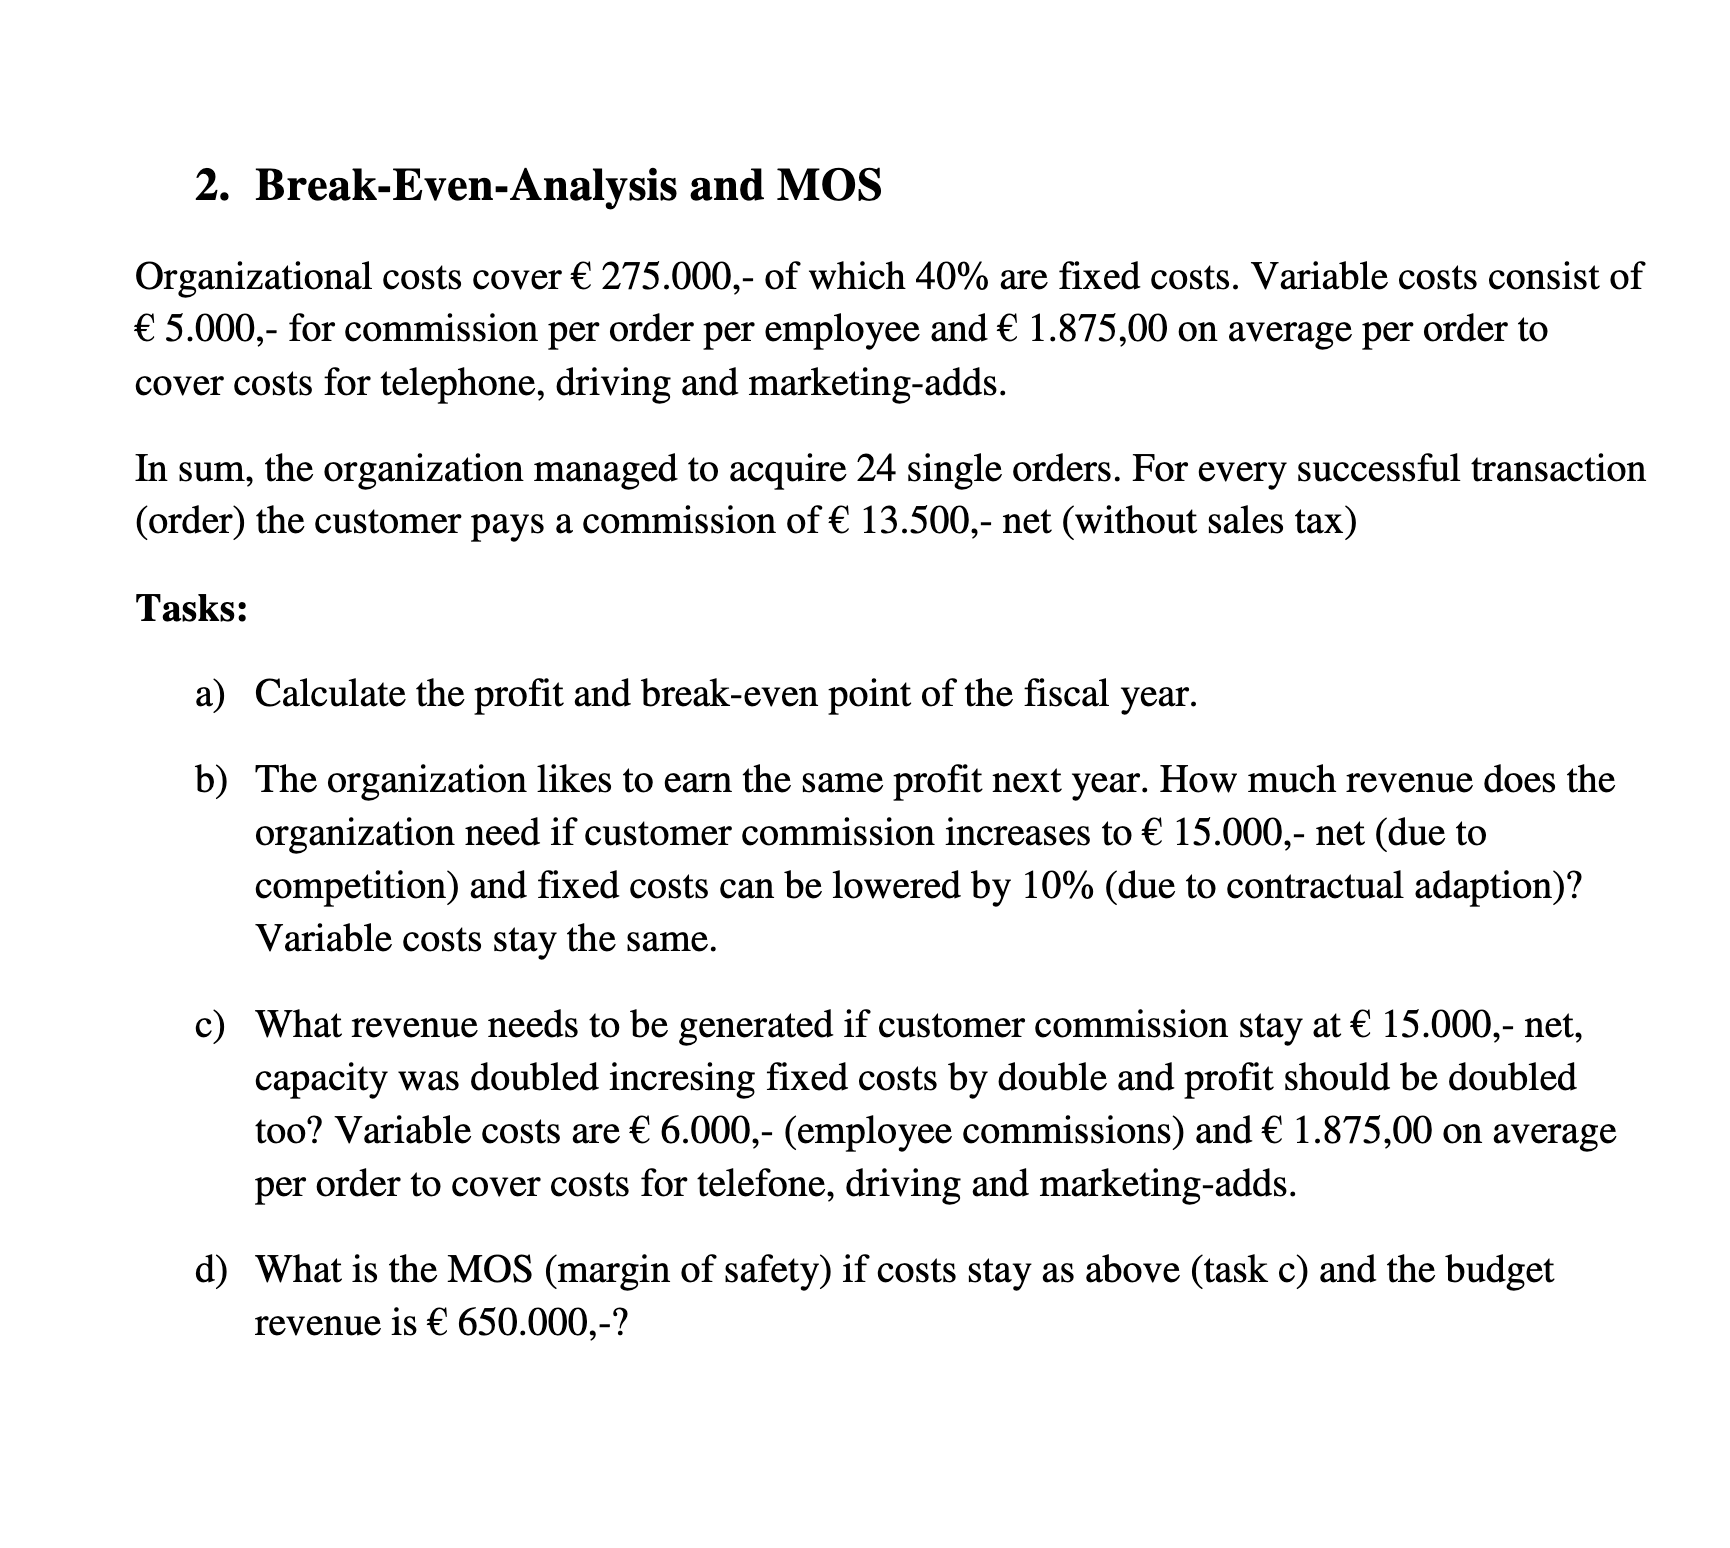 2. Break-Even-Analysis and MOS
Organizational costs cover € 275.000,- of which 40% are fixed costs. Variable costs consist of
€ 5.000,- for commission per order per employee and € 1.875,00 on average per order to
cover costs for telephone, driving and marketing-adds.
In sum, the organization managed to acquire 24 single orders. For every successful transaction
(order) the customer pays a commission of € 13.500,- net (without sales tax)
Tasks:
a) Calculate the profit and break-even point of the fiscal year.
b) The organization likes to earn the same profit next year. How much revenue does the
organization need if customer commission increases to € 15.000,- net (due to
competition) and fixed costs can be lowered by 10% (due to contractual adaption)?
Variable costs stay the same.
c) What revenue needs to be generated if customer commission stay at € 15.000,- net,
capacity was doubled incresing fixed costs by double and profit should be doubled
too? Variable costs are € 6.000,- (employee commissions) and € 1.875,00 on average
per order to cover costs for telefone, driving and marketing-adds.
d) What is the MOS (margin of safety) if costs stay as above (task c) and the budget
revenue is € 650.000,-?